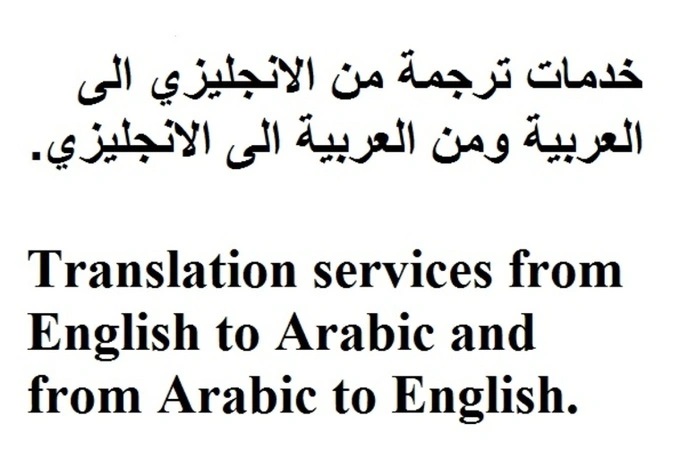 خدمات ترجمة من الانجليزي الى
العربية ومن العربية الى الانجليزي.
Translation services from
English to Arabic and
from Arabic to English.